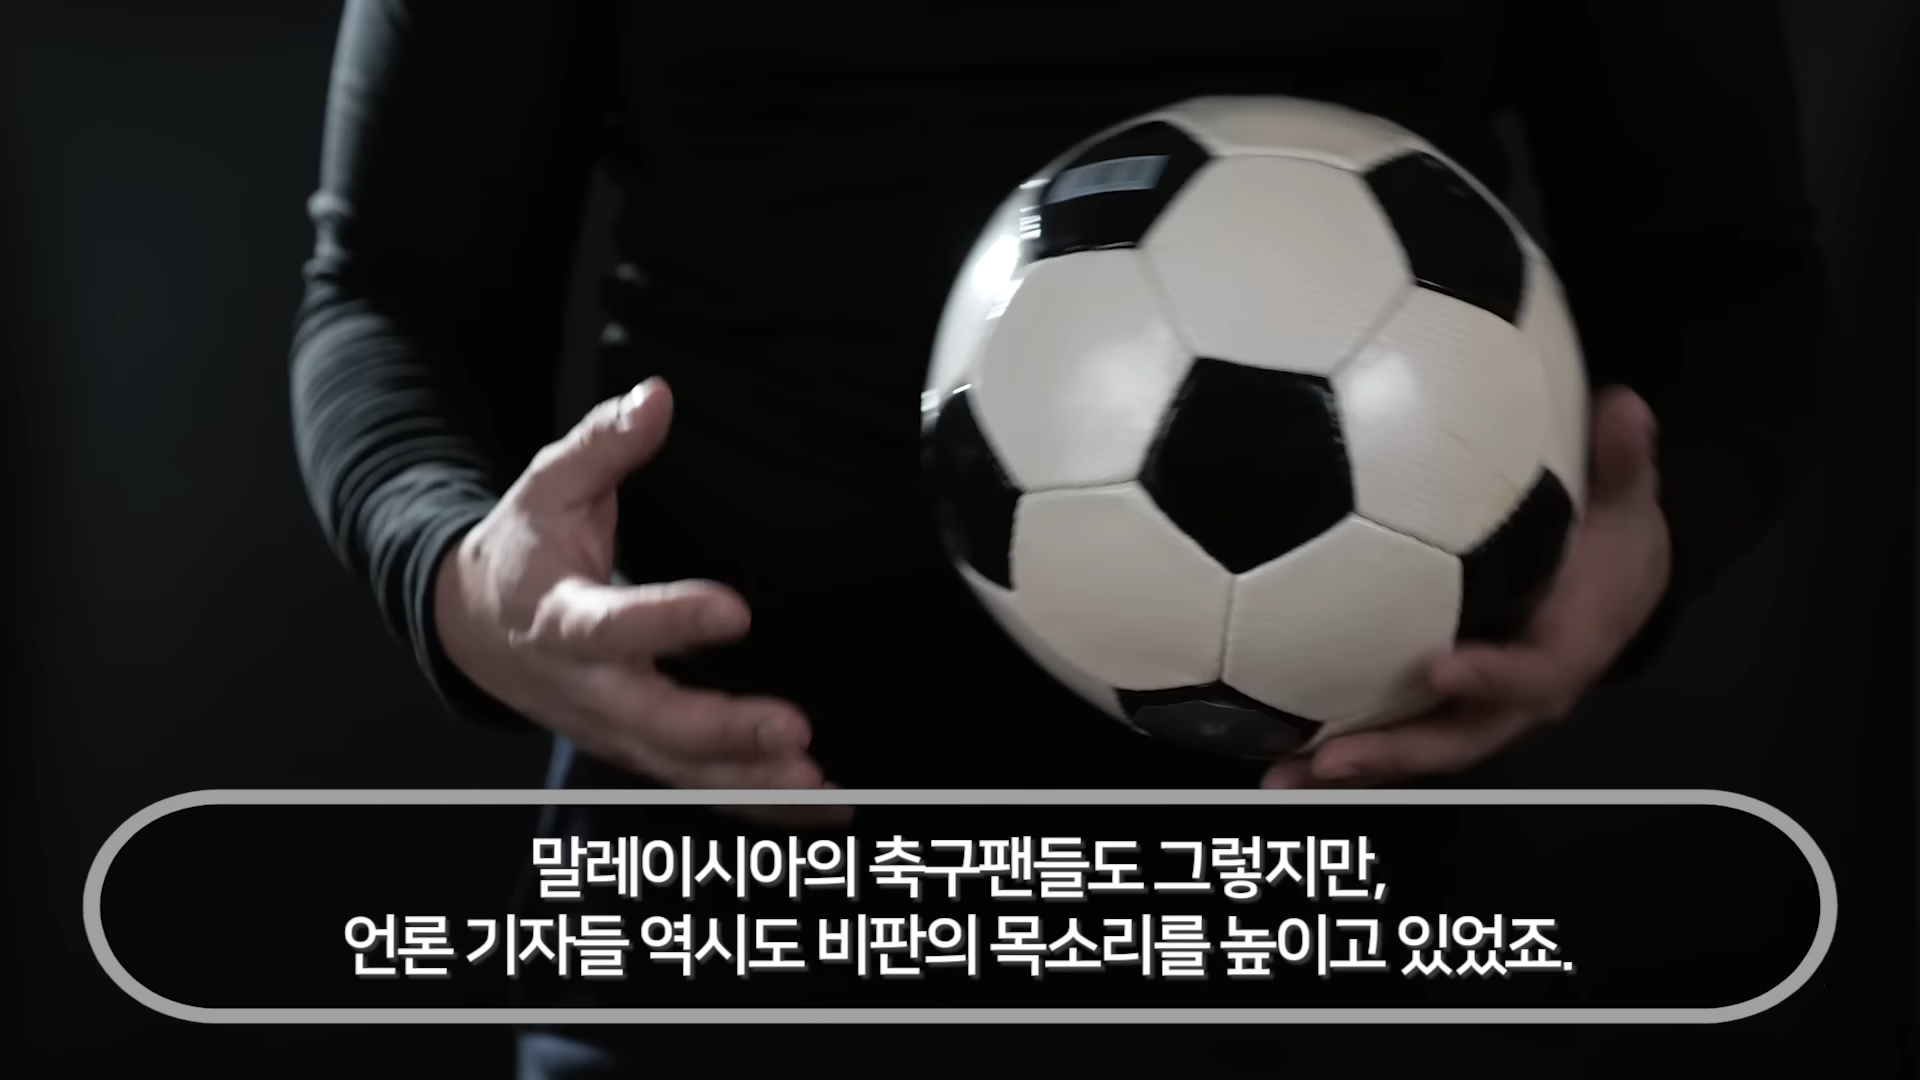 말레이시아의 축구팬들도 그렇지만,
언론 기자들 역시도 비판의 목소리를 높이고 있었죠.